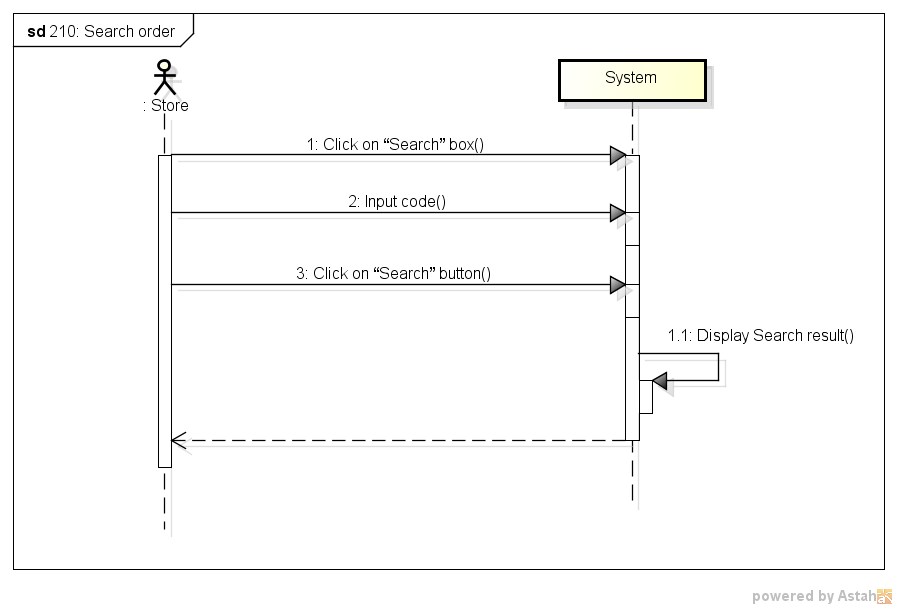 sd 210: Search order
: Store
System
1: Click on “Search” box()
2: Input code()
3: Click on “Search” button()
1.1: Display Search result()
powered by Astah